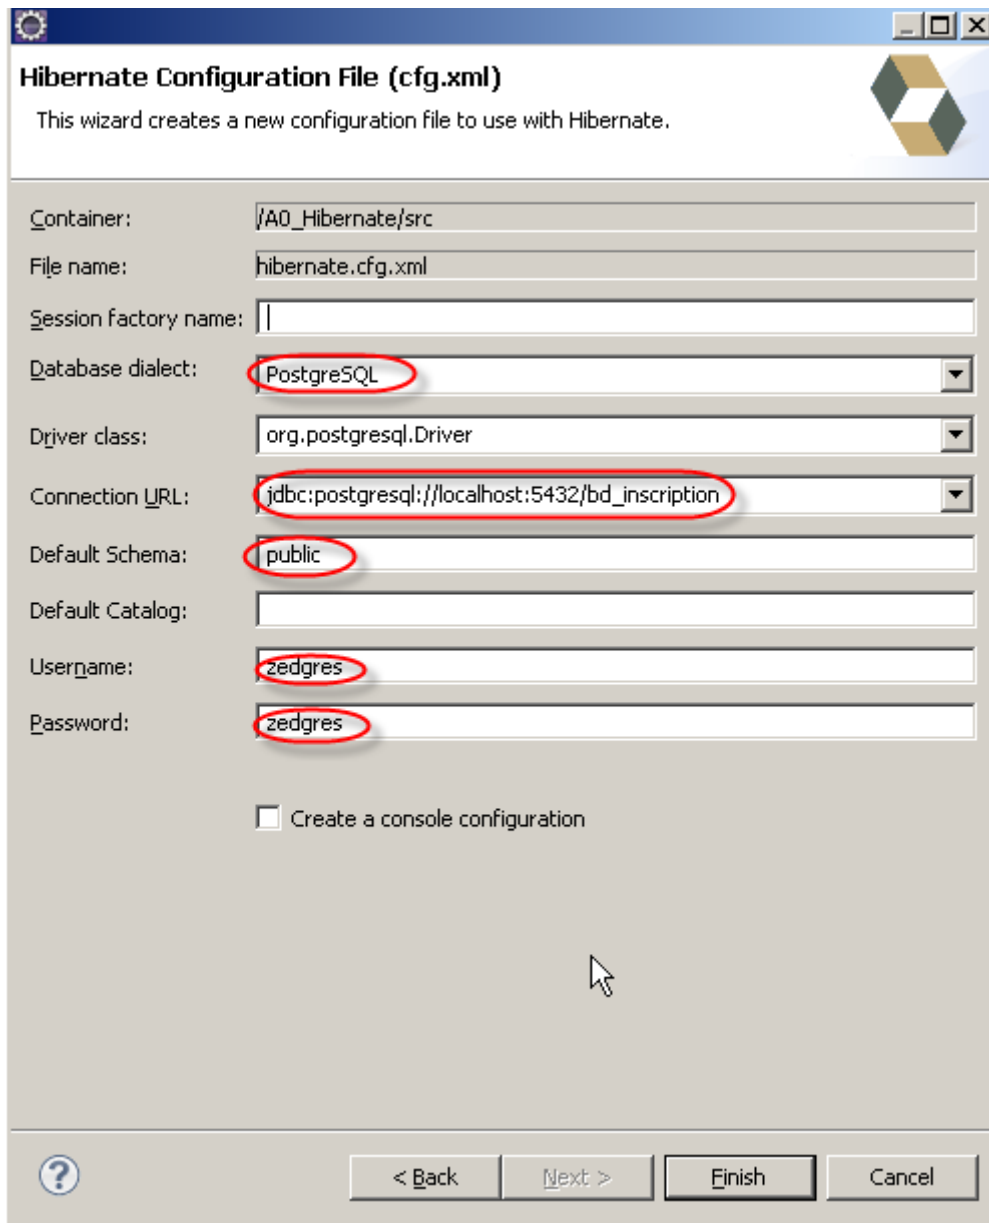 Hibernate Configuration File (cfg.xml)
This wizard creates a new configuration file to use with Hibernate.
Container: /A0_Hibernate/src
File name: hibernate.cfg.xml
Session factory name:
Database dialect: PostgreSQL
Driver class: org.postgresql.Driver
Connection URL: jdbc:postgresql://localhost:5432/bd_inscription
Default Schema: public
Default Catalog:
Username: zedgres
Password: zedgres
Create a console configuration
? < Back Next > Finish Cancel